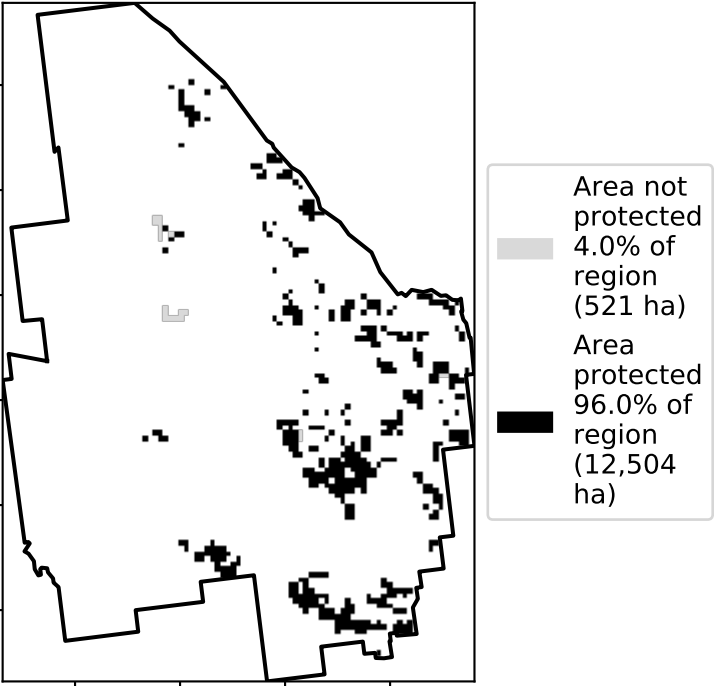 Area not
protected
4.0% of
region
(521 ha)
Area
protected
96.0% of
region
(12,504
ha)